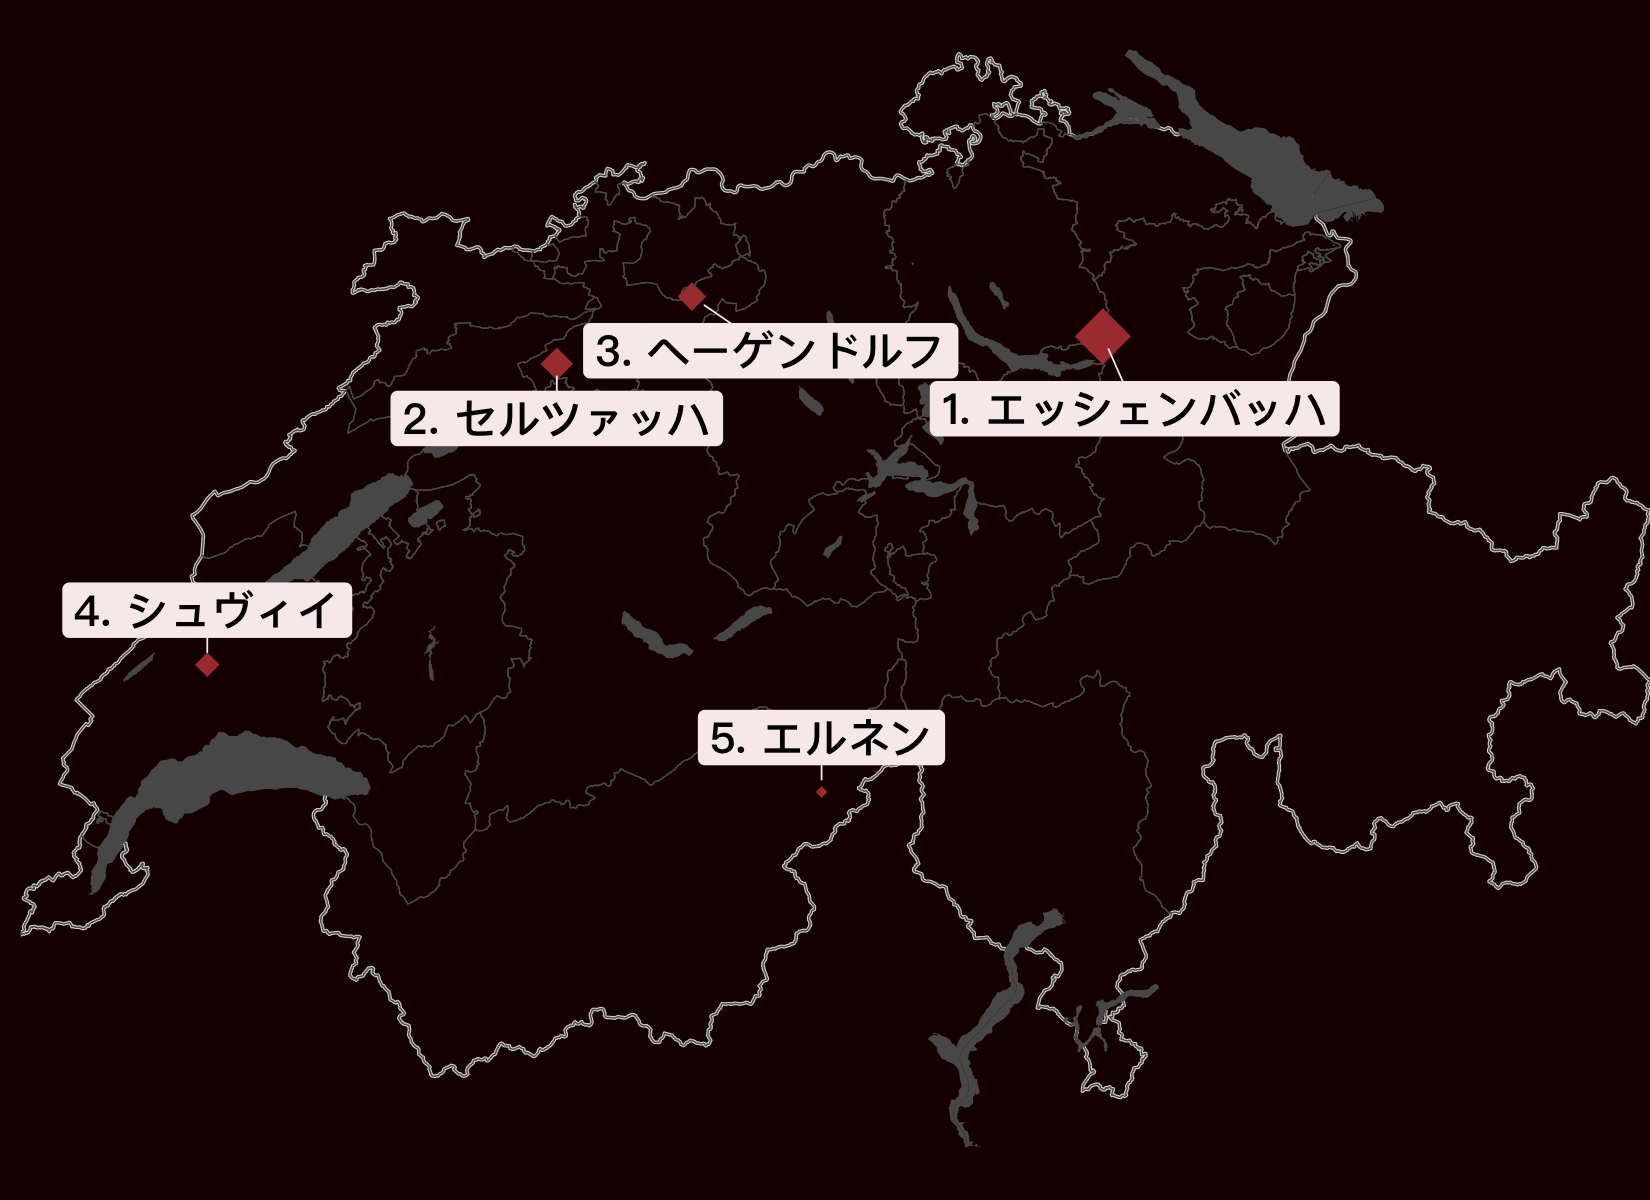 3. ヘーゲンドルフ
1. エッシェンバッハ
2. セルツァッハ
4. シュヴィイ
5. エルネン